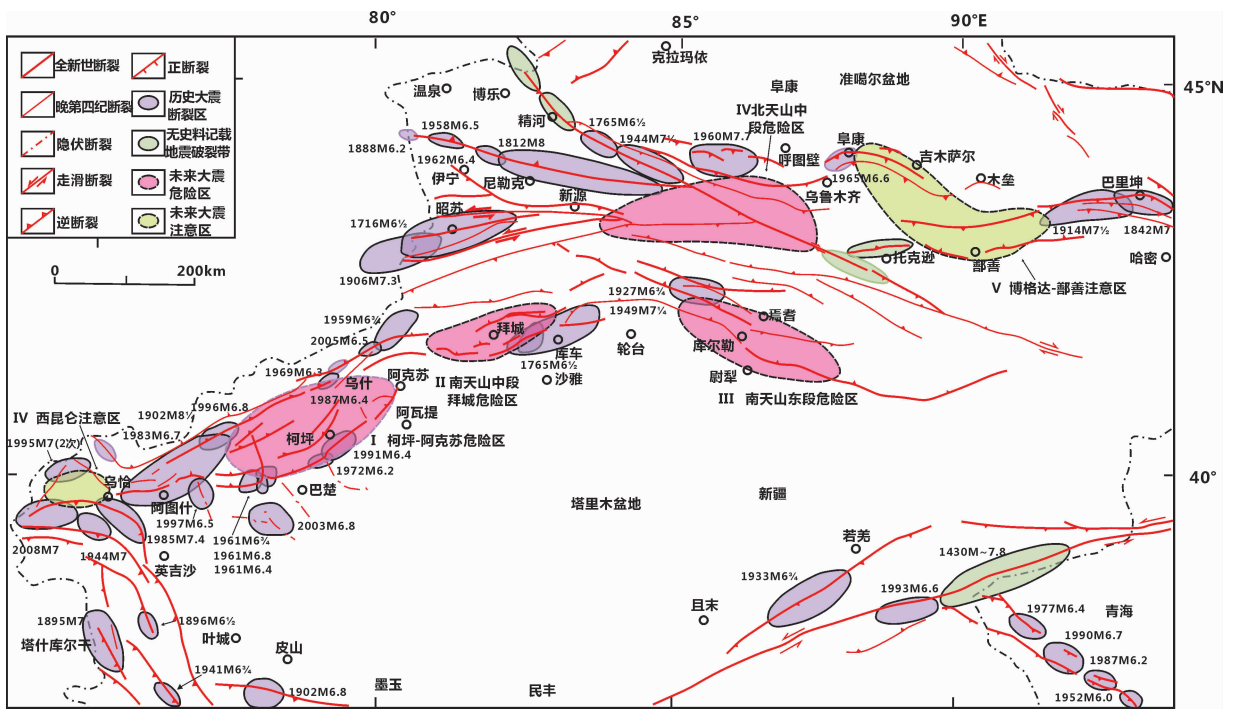 80°
85°
90°E
45°N
40°
全新世断裂
正断裂
晚第四纪断裂
历史大震
断裂区
隐伏断裂
无史料记载
地震破裂带
走滑断裂
未来大震
危险区
逆断裂
未来大震
注意区
0
200km
克拉玛依
准噶尔盆地
阜康
温泉
博乐
精河
IV北天山中
段危险区
1958M6.5
1765M6½
1944M7¼
1960M7.7
1812M8
1888M6.2
1962M6.4
伊宁
尼勒克
新源
呼图壁
阜康
吉木萨尔
1965M6.6
乌鲁木齐
木垒
巴里坤
昭苏
1716M6½
1914M7½
1842M7
托克逊
鄯善
哈密
1906M7.3
V 博格达-鄯善注意区
1927M6¾
1949M7¼
焉耆
1959M6¾
2005M6.5
拜城
库车
轮台
库尔勒
1765M6½
沙雅
尉犁
1969M6.3
乌什
阿克苏
II 南天山中段
拜城危险区
III 南天山东段危险区
1987M6.4
阿瓦提
IV 西昆仑注意区
1902M8¼
1996M6.8
1983M6.7
柯坪
I 柯坪-阿克苏危险区
1995M7(2次)
1991M6.4
1972M6.2
乌恰
阿图什
巴楚
1997M6.5
1985M7.4
1961M6¾
1961M6.8
1961M6.4
2003M6.8
塔里木盆地
新疆
2008M7
1944M7
英吉沙
若羌
1430M~7.8
1933M6¾
1993M6.6
且末
1977M6.4
青海
1990M6.7
1987M6.2
1952M6.0
1895M7
1896M6½
塔什库尔干
叶城
皮山
1941M6¾
1902M6.8
墨玉
民丰